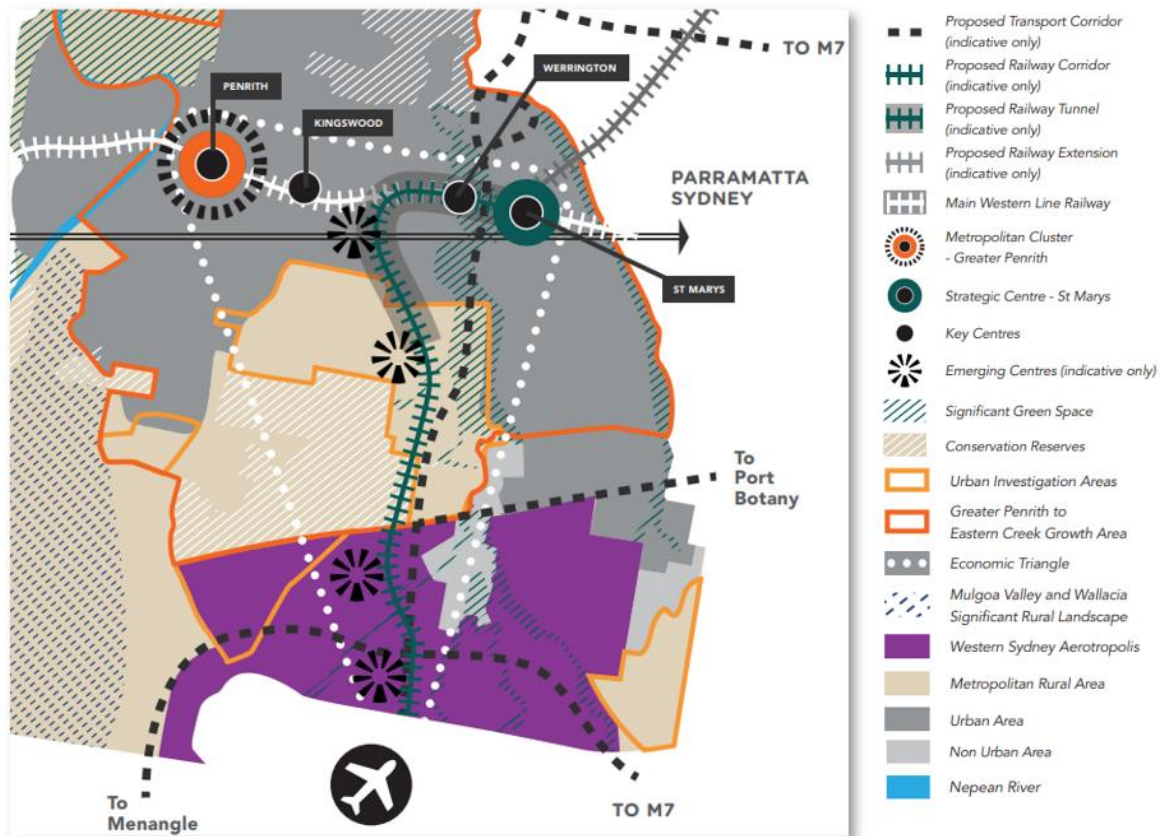 TO M7
WERRINGTON
PENRITH
KINGSWOOD
PARRAMATTA
SYDNEY
ST MARYS
To
Port
Botany
To
Menangle
TO M7
Proposed Transport Corridor
(indicative only)
Proposed Railway Corridor
(indicative only)
Proposed Railway Tunnel
(indicative only)
Proposed Railway Extension
(indicative only)
Main Western Line Railway
Metropolitan Cluster
- Greater Penrith
Strategic Centre - St Marys
Key Centres
Emerging Centres (indicative only)
Significant Green Space
Conservation Reserves
Urban Investigation Areas
Greater Penrith to
Eastern Creek Growth Area
Economic Triangle
Mulgoa Valley and Wallacia
Significant Rural Landscape
Western Sydney Aerotropolis
Metropolitan Rural Area
Urban Area
Non Urban Area
Nepean River